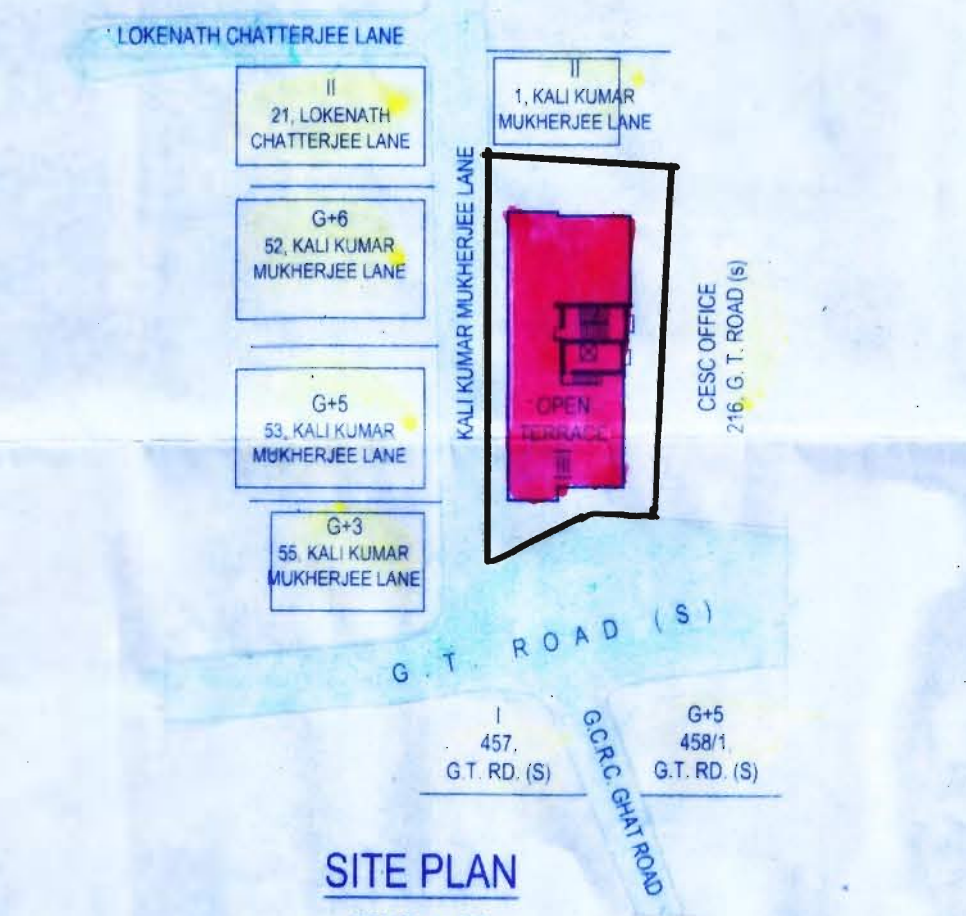 LOKENATH CHATTERJEE LANE
II
21, LOKENATH
CHATTERJEE LANE
II
1, KALI KUMAR
MUKHERJEE LANE
G+6
52, KALI KUMAR
MUKHERJEE LANE
KALI KUMAR MUKHERJEE LANE
CESC OFFICE
216, G. T. ROAD (s)
G+5
53, KALI KUMAR
MUKHERJEE LANE
OPEN
TERRACE
G+3
55, KALI KUMAR
MUKHERJEE LANE
G. T. ROAD (S)
I
457,
G.T. RD. (S)
G.C.R.C. GHAT ROAD
G+5
458/1,
G.T. RD. (S)
SITE PLAN